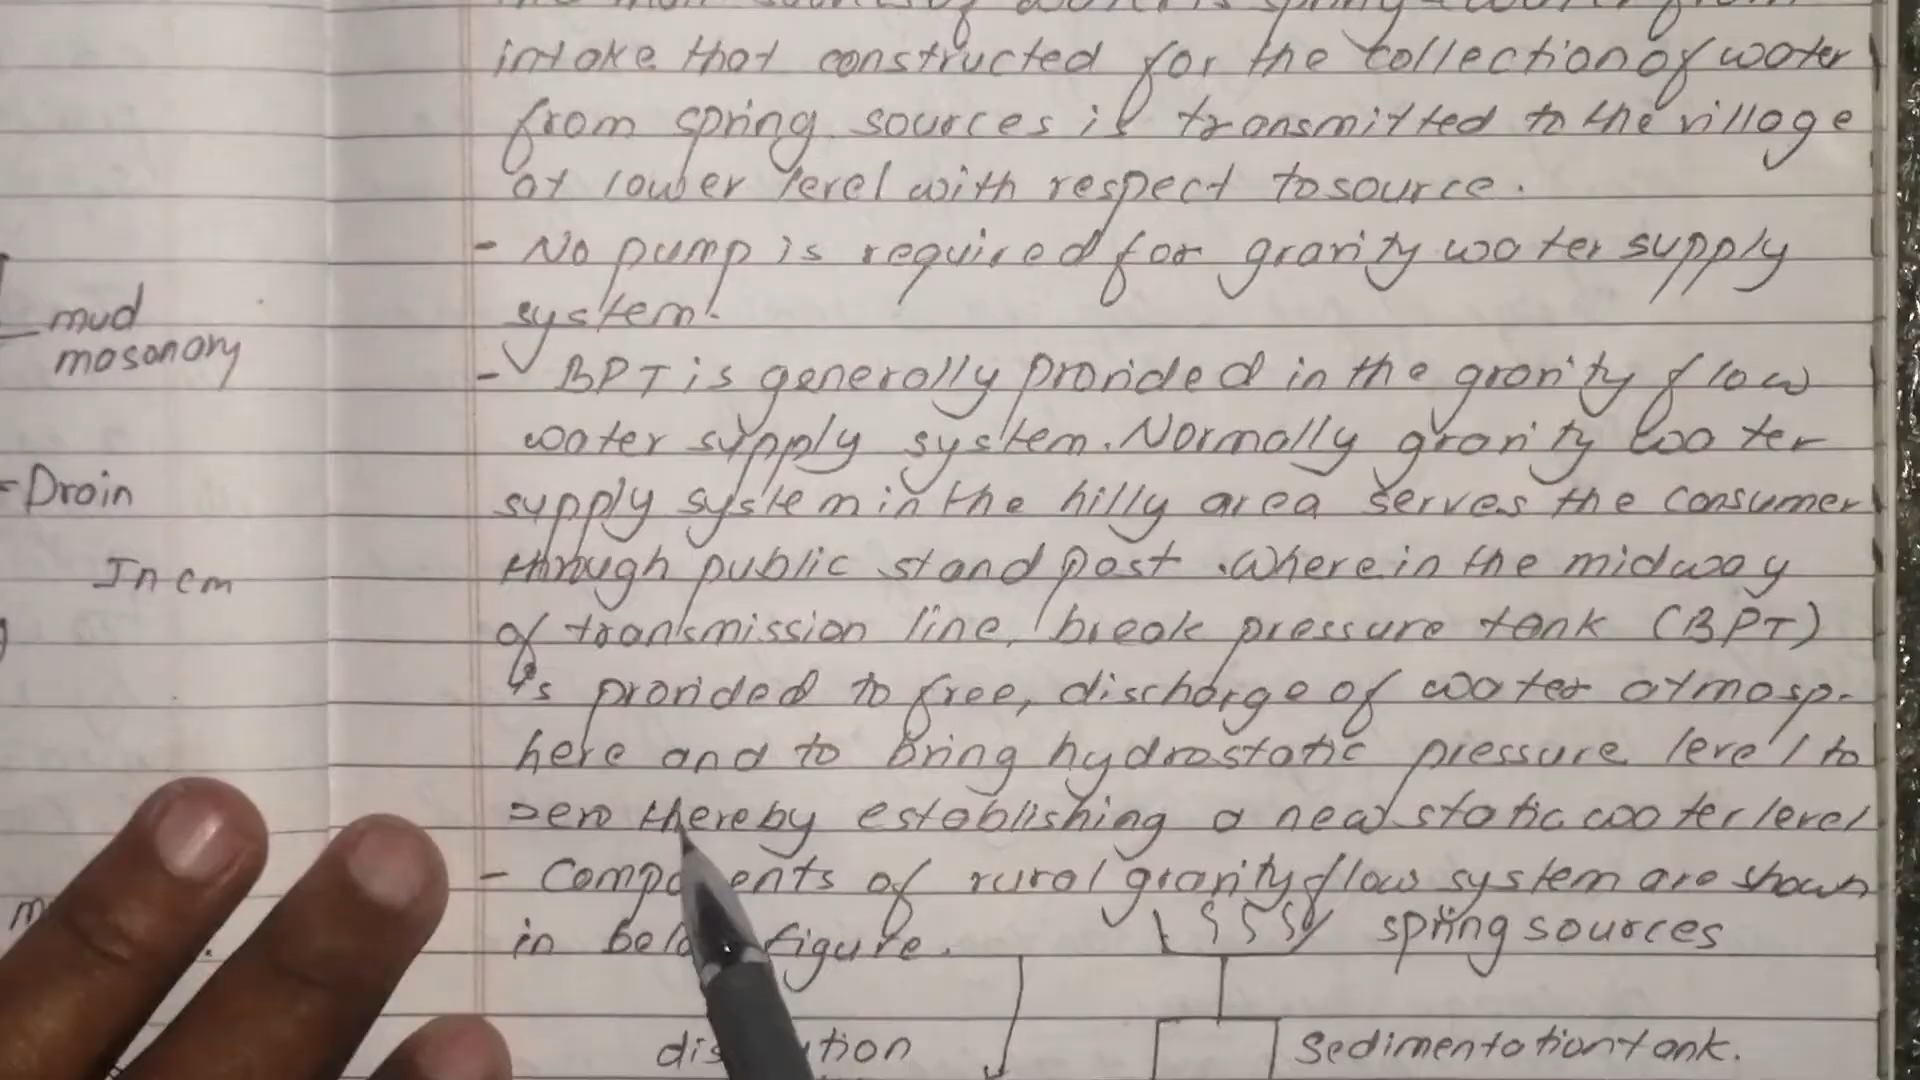 intake that constructed for the collection of water
from spring sources is transmitted to the village
at lower level with respect to source.
- No pump is required for gravity water supply
system.
- BPT is generally provided in the gravity flow
water supply system. Normally gravity water
supply system in the hilly area serves the consumer
through public stand post. Where in the midway
of transmission line, break pressure tank (BPT)
is provided to free, discharge of water atmosp-
here and to bring hydrostatic pressure level to
zero thereby establishing a new static water level
- Components of rural gravity flow system are shown
in figure.
spring sources
Sedimentation tank.
mud
masonary
Drain
In cm